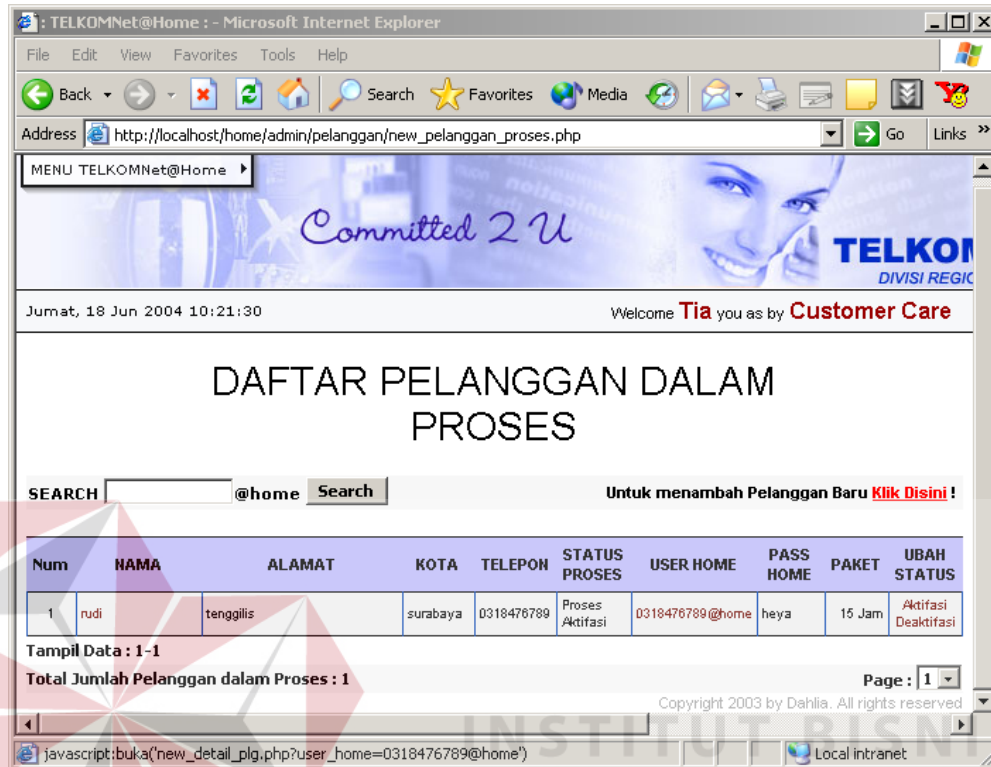 : TELKOMNet@Home : - Microsoft Internet Explorer
File Edit View Favorites Tools Help
Back Search Favorites Media
Address http://localhost/home/admin/pelanggan/new_pelanggan_proses.php Go Links »
MENU TELKOMNet@Home
Committed 2 U
TELKOM
DIVISI REGIO
Jumat, 18 Jun 2004 10:21:30 Welcome Tia you as by Customer Care
DAFTAR PELANGGAN DALAM
PROSES
SEARCH @home Search Untuk menambah Pelanggan Baru Klik Disini !
Num NAMA ALAMAT KOTA TELEPON STATUS PROSES USER HOME PASS HOME PAKET UBAH STATUS
1 rudi tenggilis surabaya 0318476789 Proses Aktifasi 0318476789@home heya 15 Jam Aktifasi Deaktifasi
Tampil Data : 1-1
Total Jumlah Pelanggan dalam Proses : 1 Page : 1
Copyright 2003 by Dahlia. All rights reserved
INSTITUT BISNI
javascript:buka('new_detail_plg.php?user_home=0318476789@home') Local intranet